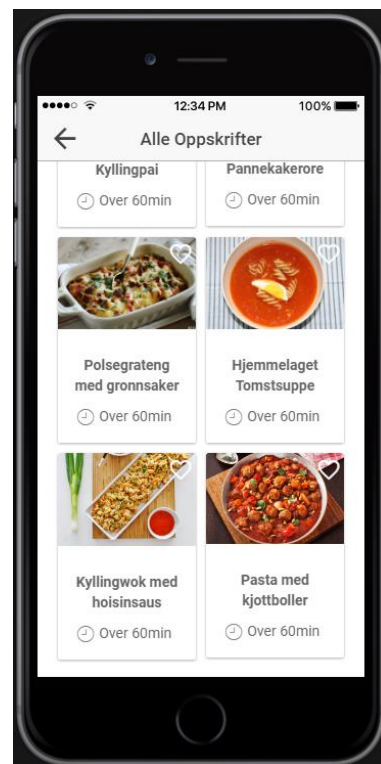 12:34 PM
100%
Alle Oppskrifter
Kyllingpai
Over 60min
Pannekakerore
Over 60min
Polsegrateng
med gronnsaker
Over 60min
Hjemmelaget
Tomstsuppe
Over 60min
Kyllingwok med
hoisinsaus
Over 60min
Pasta med
kjottboller
Over 60min